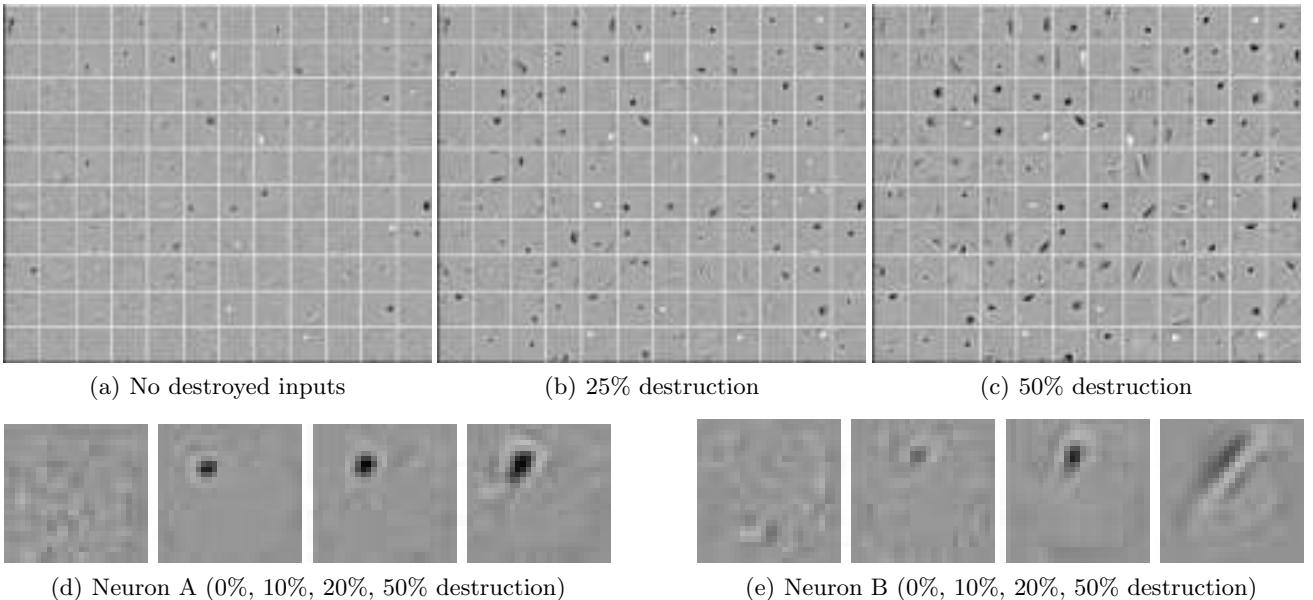 (a) No destroyed inputs
(b) 25% destruction
(c) 50% destruction
(d) Neuron A (0%, 10%, 20%, 50% destruction)
(e) Neuron B (0%, 10%, 20%, 50% destruction)